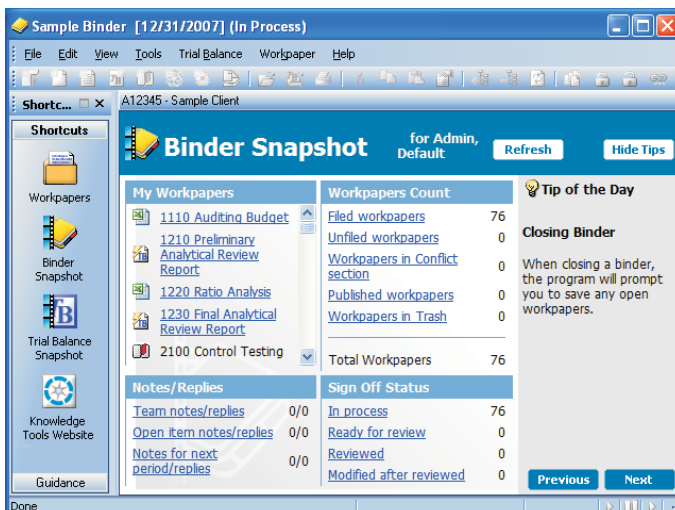 Sample Binder [12/31/2007] (In Process)
File Edit View Tools Trial Balance Workpaper Help
Shortc...
A12345 - Sample Client
Shortcuts
Workpapers
Binder
Snapshot
Trial Balance
Snapshot
Knowledge
Tools Website
Guidance
Binder Snapshot
for Admin,
Default
Refresh
Hide Tips
My Workpapers
1110 Auditing Budget
1210 Preliminary
Analytical Review
Report
1220 Ratio Analysis
1230 Final Analytical
Review Report
2100 Control Testing
Workpapers Count
Filed workpapers 76
Unfiled workpapers 0
Workpapers in Conflict
section 0
Published workpapers 0
Workpapers in Trash 0
Total Workpapers 76
Notes/Replies
Team notes/replies 0/0
Open item notes/replies 0/0
Notes for next
period/replies 0/0
Sign Off Status
In process 76
Ready for review 0
Reviewed 0
Modified after reviewed 0
Tip of the Day
Closing Binder
When closing a binder,
the program will prompt
you to save any open
workpapers.
Previous
Next
Done